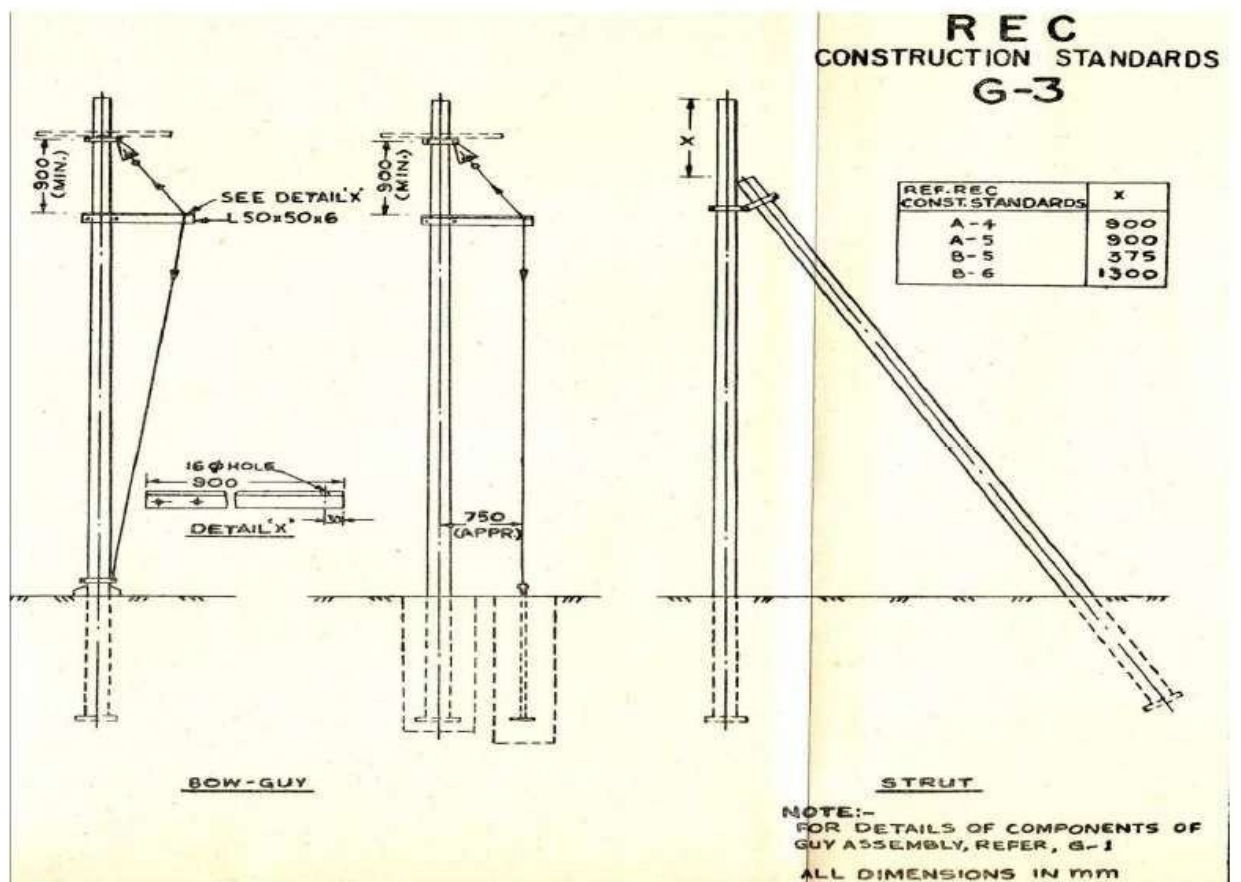 R E C
CONSTRUCTION STANDARDS
G-3
900
(MIN.)
SEE DETAIL 'X'
L 50x50x6
900
(MIN.)
X
REF. REC CONST. STANDARDS X
A-4 900
A-5 900
B-5 375
B-6 1300
16 ϕ HOLE
900
30
DETAIL 'X'
750
(APPR.)
BOW-GUY
STRUT
NOTE:-
FOR DETAILS OF COMPONENTS OF
GUY ASSEMBLY, REFER, G-1
ALL DIMENSIONS IN mm